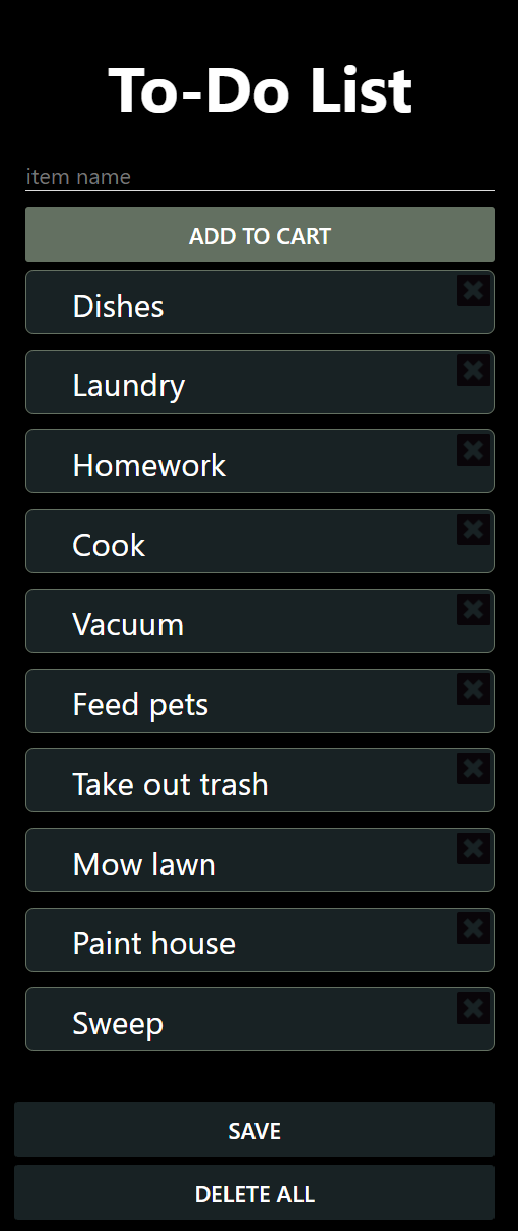 To-Do List
item name
ADD TO CART
Dishes
Laundry
Homework
Cook
Vacuum
Feed pets
Take out trash
Mow lawn
Paint house
Sweep
SAVE
DELETE ALL